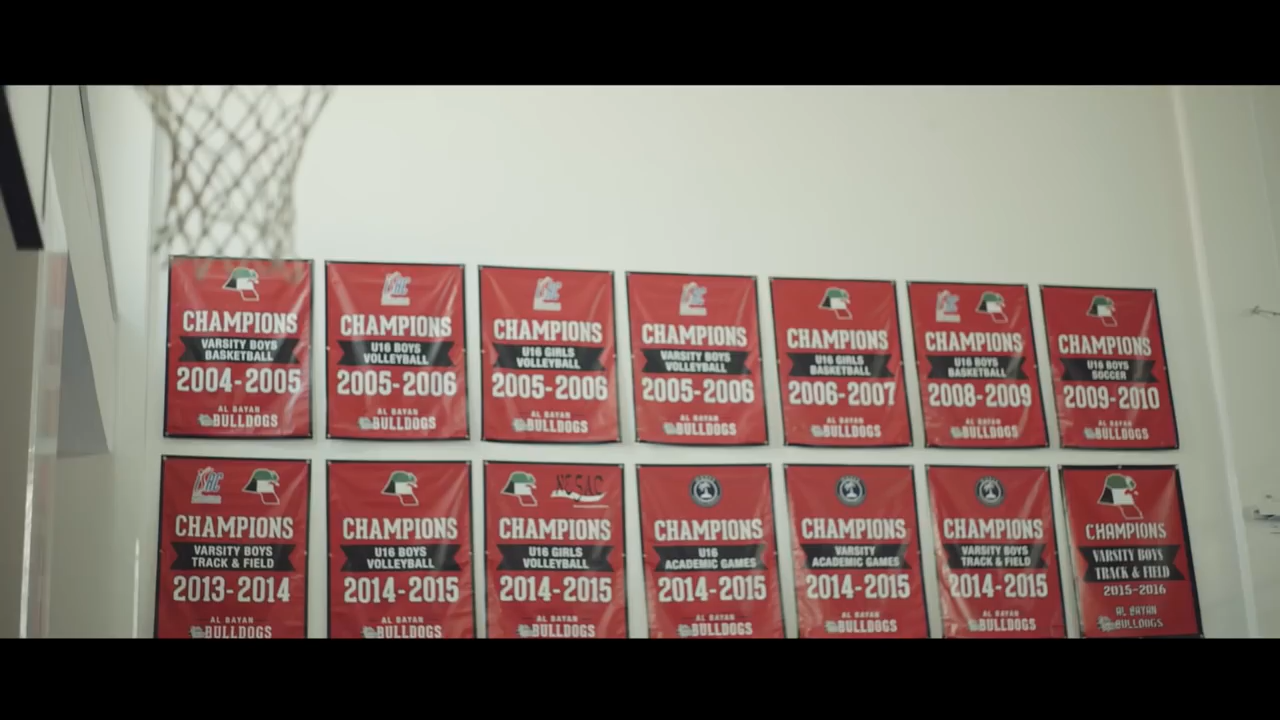 CHAMPIONS
VARSITY BOYS
BASKETBALL
2004-2005
AL BAYAN
BULLDOGS
CHAMPIONS
U16 BOYS
VOLLEYBALL
2005-2006
AL BAYAN
BULLDOGS
CHAMPIONS
U16 GIRLS
VOLLEYBALL
2005-2006
AL BAYAN
BULLDOGS
CHAMPIONS
VARSITY BOYS
VOLLEYBALL
2005-2006
AL BAYAN
BULLDOGS
CHAMPIONS
U16 GIRLS
BASKETBALL
2006-2007
AL BAYAN
BULLDOGS
CHAMPIONS
U16 BOYS
BASKETBALL
2008-2009
AL BAYAN
BULLDOGS
CHAMPIONS
U16 BOYS
SOCCER
2009-2010
AL BAYAN
BULLDOGS
CHAMPIONS
VARSITY BOYS
TRACK & FIELD
2013-2014
AL BAYAN
BULLDOGS
CHAMPIONS
U16 BOYS
VOLLEYBALL
2014-2015
AL BAYAN
BULLDOGS
NCSAC
CHAMPIONS
U16 GIRLS
VOLLEYBALL
2014-2015
AL BAYAN
BULLDOGS
CHAMPIONS
U16
ACADEMIC GAMES
2014-2015
AL BAYAN
BULLDOGS
CHAMPIONS
VARSITY
ACADEMIC GAMES
2014-2015
AL BAYAN
BULLDOGS
CHAMPIONS
VARSITY BOYS
TRACK & FIELD
2014-2015
AL BAYAN
BULLDOGS
CHAMPIONS
VARSITY BOYS
TRACK & FIELD
2015-2016
AL BAYAN
BULLDOGS